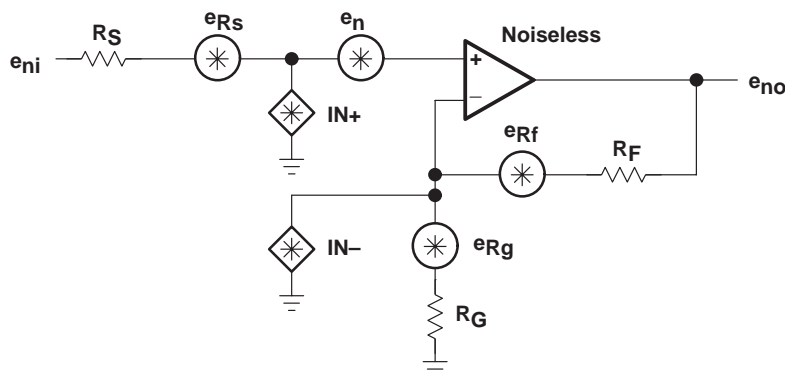 RS
eRs
en
Noiseless
eni
+
eno
IN+
–
eRf
RF
IN–
eRg
RG